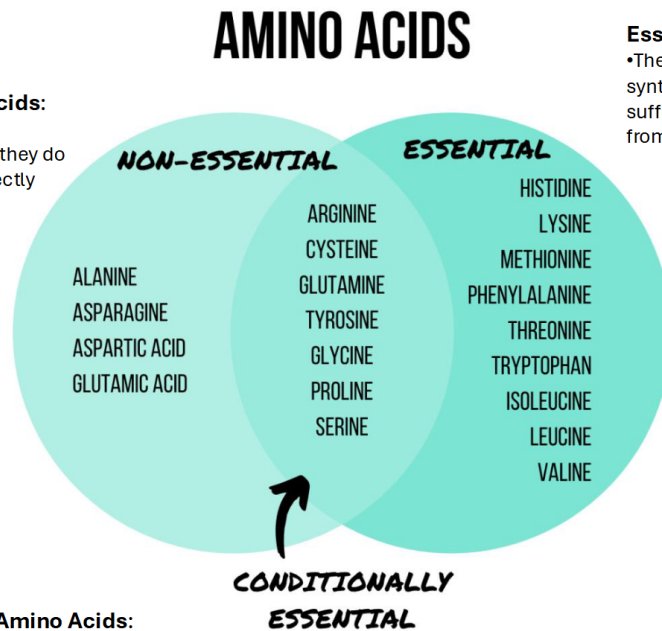 AMINO ACIDS
Ess
•The
synt
suff
from
cids:
they do
ectly
NON-ESSENTIAL
ALANINE
ASPARAGINE
ASPARTIC ACID
GLUTAMIC ACID
ARGININE
CYSTEINE
GLUTAMINE
TYROSINE
GLYCINE
PROLINE
SERINE
ESSENTIAL
HISTIDINE
LYSINE
METHIONINE
PHENYLALANINE
THREONINE
TRYPTOPHAN
ISOLEUCINE
LEUCINE
VALINE
CONDITIONALLY
ESSENTIAL
Amino Acids: